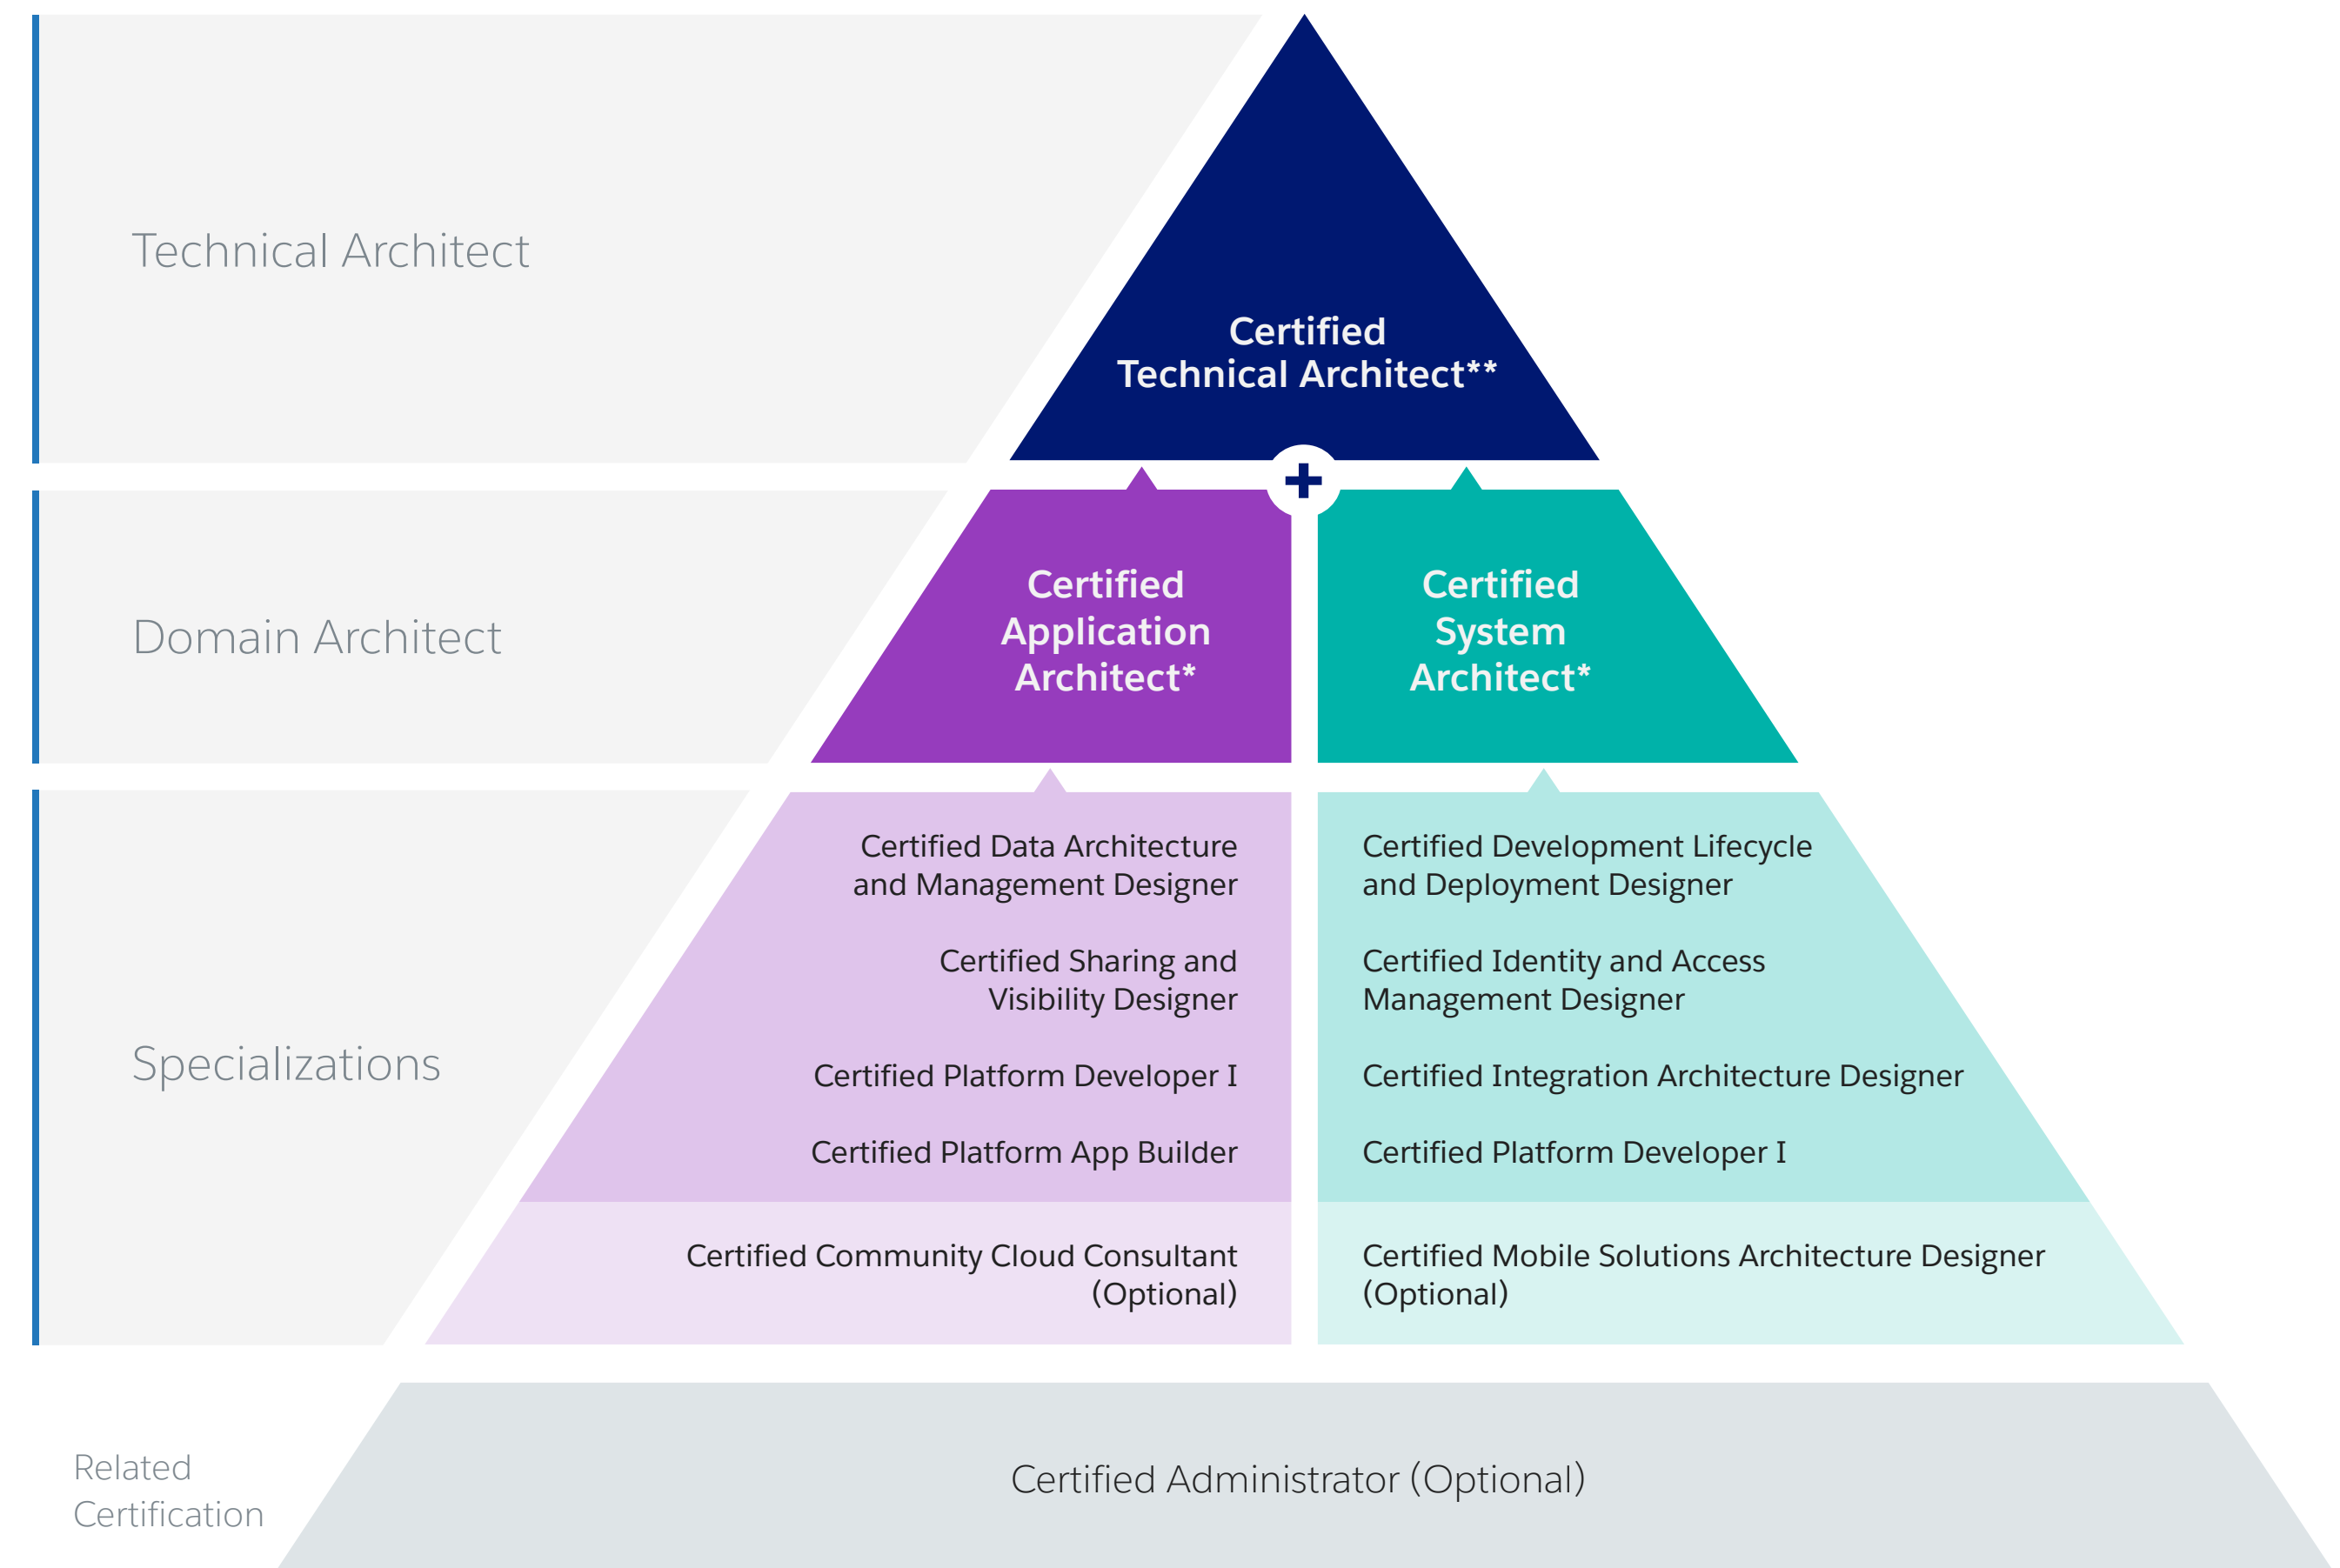 Technical Architect
Certified
Technical Architect**
+
Domain Architect
Certified
Application
Architect*
Certified
System
Architect*
Specializations
Certified Data Architecture
and Management Designer
Certified Sharing and
Visibility Designer
Certified Platform Developer I
Certified Platform App Builder
Certified Community Cloud Consultant
(Optional)
Certified Development Lifecycle
and Deployment Designer
Certified Identity and Access
Management Designer
Certified Integration Architecture Designer
Certified Platform Developer I
Certified Mobile Solutions Architecture Designer
(Optional)
Related
Certification
Certified Administrator (Optional)